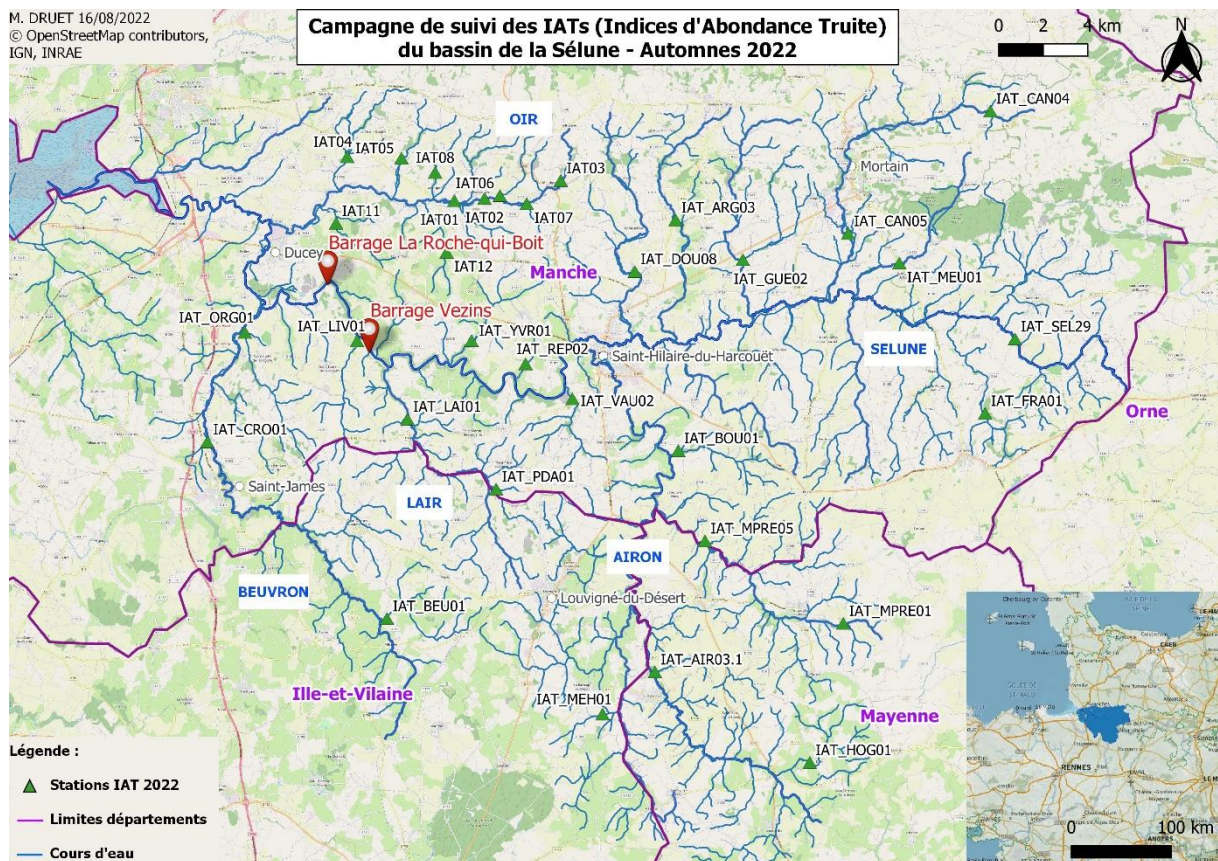 M. DRUET 16/08/2022
© OpenStreetMap contributors,
IGN, INRAE
Campagne de suivi des IATs (Indices d'Abondance Truite)
du bassin de la Sélune - Automnes 2022
0 2 4 km
N
IAT_CAN04
OIR
IAT04
IAT05
IAT08
IAT03
Mortain
IAT06
IAT01
IAT02
IAT07
IAT11
IAT_ARG03
IAT_CAN05
Ducey
Barrage La Roche-qui-Boit
IAT12
Manche
IAT_DOU08
IAT_GUE02
IAT_MEU01
Barrage Vezins
IAT_ORG01
IAT_LIV01
IAT_YVR01
IAT_REP02
Saint-Hilaire-du-Harcouët
SELUNE
IAT_SEL29
IAT_VAU02
IAT_FRA01
Orne
IAT_LAI01
IAT_CRO01
IAT_BOU01
Saint-James
IAT_PDA01
LAIR
IAT_MPRE05
AIRON
BEUVRON
Louvigné-du-Désert
IAT_BEU01
IAT_MPRE01
IAT_AIR03.1
Ille-et-Vilaine
IAT_MEH01
Mayenne
IAT_HOG01
Légende :
Stations IAT 2022
Limites départements
Cours d'eau
CAEN
RENNES
LAVAL
ANGERS
0 100 km